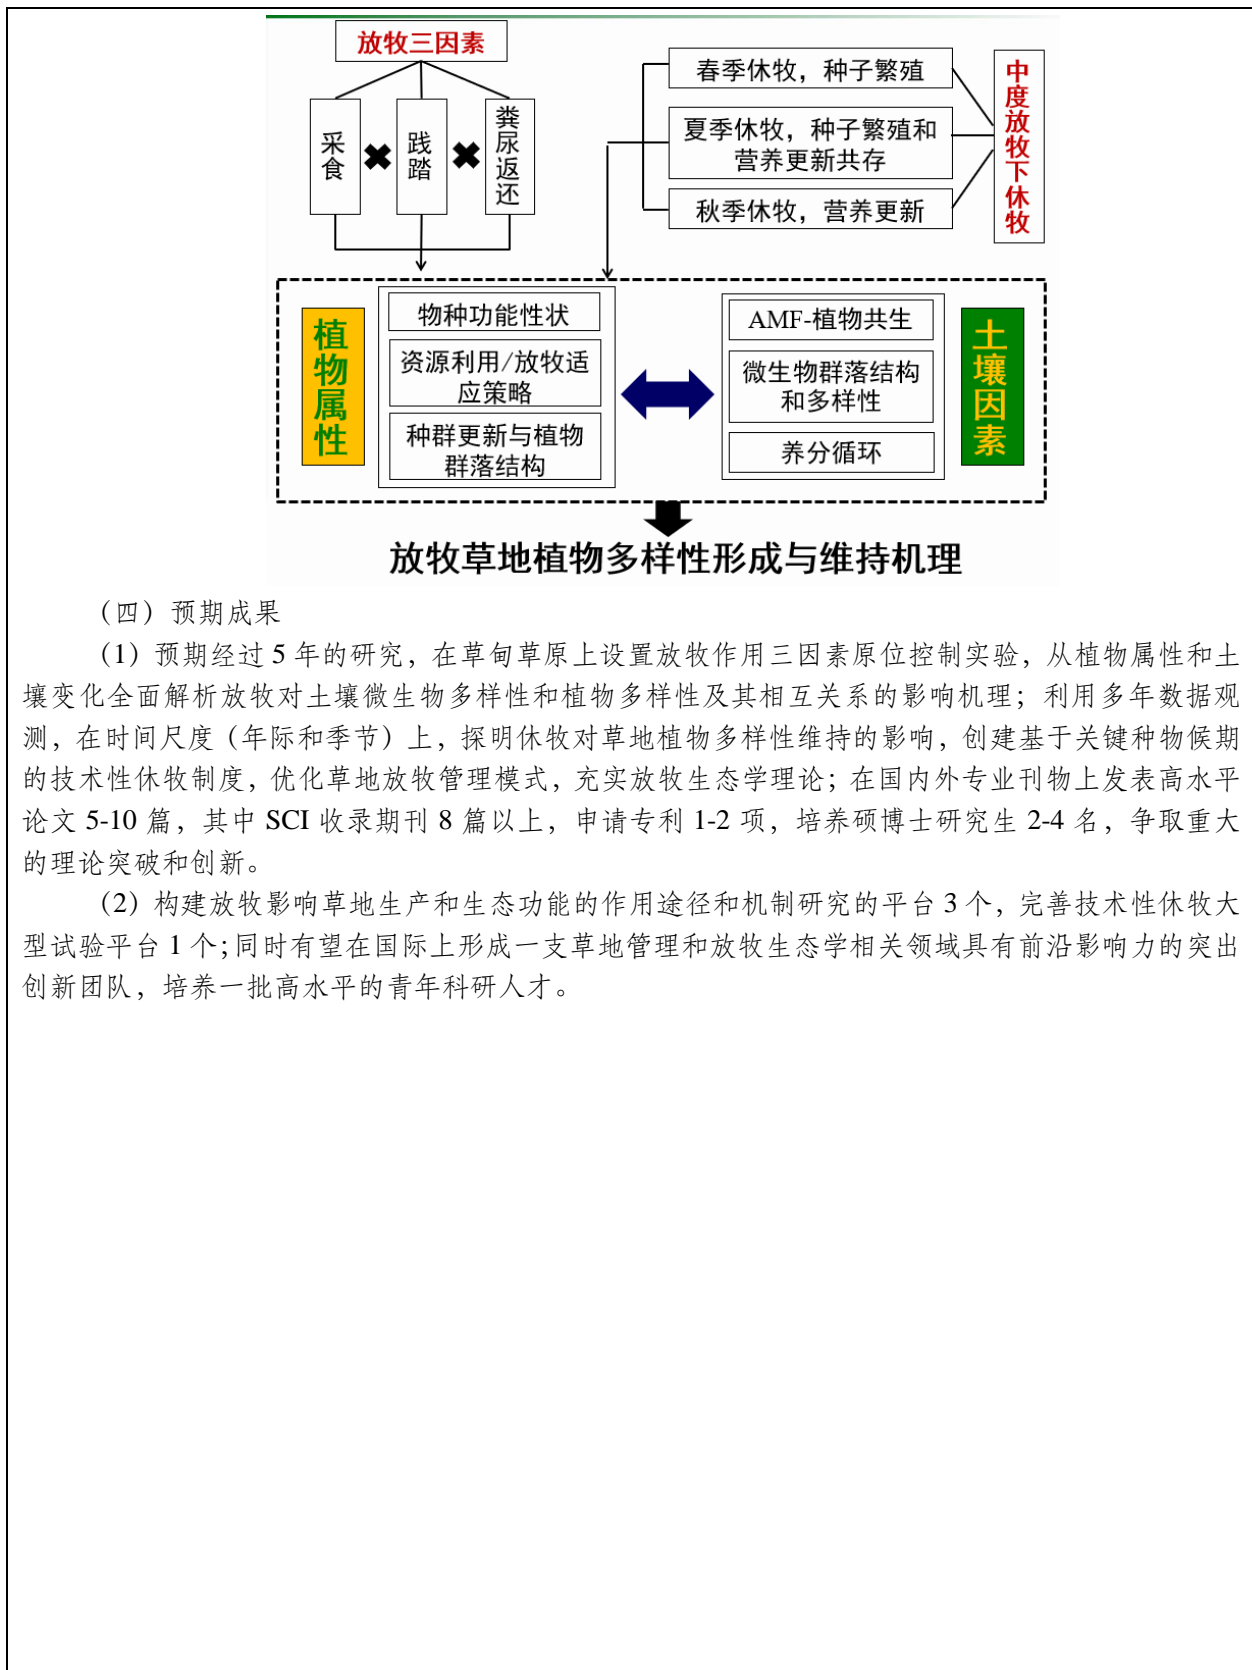 放牧三因素
采食
践踏
粪尿返还
春季休牧，种子繁殖
夏季休牧，种子繁殖和
营养更新共存
秋季休牧，营养更新
中度放牧下休牧
植物属性
物种功能性状
资源利用/放牧适
应策略
种群更新与植物
群落结构
AMF-植物共生
微生物群落结构
和多样性
养分循环
土壤因素
放牧草地植物多样性形成与维持机理
（四）预期成果
（1）预期经过 5 年的研究，在草甸草原上设置放牧作用三因素原位控制实验，从植物属性和土
壤变化全面解析放牧对土壤微生物多样性和植物多样性及其相互关系的影响机理；利用多年数据观
测，在时间尺度（年际和季节）上，探明休牧对草地植物多样性维持的影响，创建基于关键种物候期
的技术性休牧制度，优化草地放牧管理模式，充实放牧生态学理论；在国内外专业刊物上发表高水平
论文 5-10 篇，其中 SCI 收录期刊 8 篇以上，申请专利 1-2 项，培养硕博士研究生 2-4 名，争取重大
的理论突破和创新。
（2）构建放牧影响草地生产和生态功能的作用途径和机制研究的平台 3 个，完善技术性休牧大
型试验平台 1 个；同时有望在国际上形成一支草地管理和放牧生态学相关领域具有前沿影响力的突出
创新团队，培养一批高水平的青年科研人才。